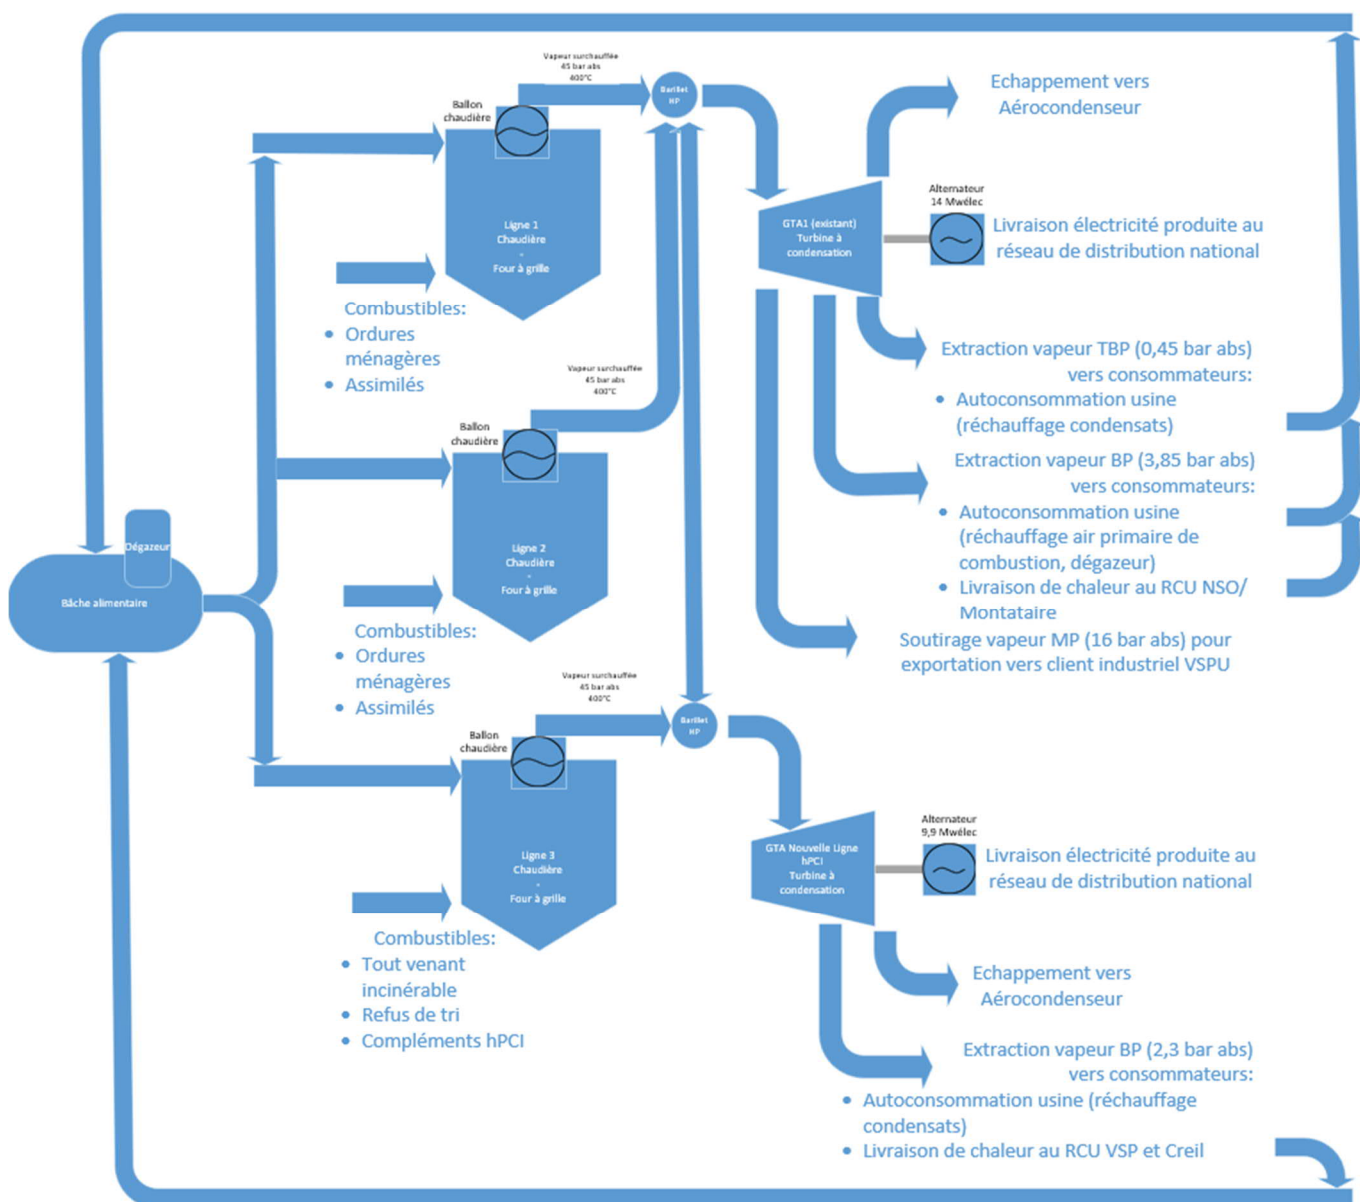 Vapeur surchauffée
45 bar abs
400°C
Barillet
HP
Ballon
chaudière
Echappement vers
Aérocondenseur
Ligne 1
Chaudière
-
Four à grille
GTA1 (existant)
Turbine à
condensation
Alternateur
14 Mwélec
Livraison électricité produite au
réseau de distribution national
Combustibles:
• Ordures
ménagères
• Assimilés
Extraction vapeur TBP (0,45 bar abs)
vers consommateurs:
• Autoconsommation usine
(réchauffage condensats)
Vapeur surchauffée
45 bar abs
400°C
Ballon
chaudière
Extraction vapeur BP (3,85 bar abs)
vers consommateurs:
• Autoconsommation usine
(réchauffage air primaire de
combustion, dégazeur)
• Livraison de chaleur au RCU NSO/
Montataire
Dégazeur
Bâche alimentaire
Ligne 2
Chaudière
-
Four à grille
Combustibles:
• Ordures
ménagères
• Assimilés
Soutirage vapeur MP (16 bar abs) pour
exportation vers client industriel VSPU
Vapeur surchauffée
45 bar abs
400°C
Barillet
HP
Ballon
chaudière
Ligne 3
Chaudière
-
Four à grille
GTA Nouvelle Ligne
hPCI
Turbine à
condensation
Alternateur
9,9 Mwélec
Livraison électricité produite au
réseau de distribution national
Combustibles:
• Tout venant
incinérable
• Refus de tri
• Compléments hPCI
Echappement vers
Aérocondenseur
Extraction vapeur BP (2,3 bar abs)
vers consommateurs:
• Autoconsommation usine (réchauffage
condensats)
• Livraison de chaleur au RCU VSP et Creil